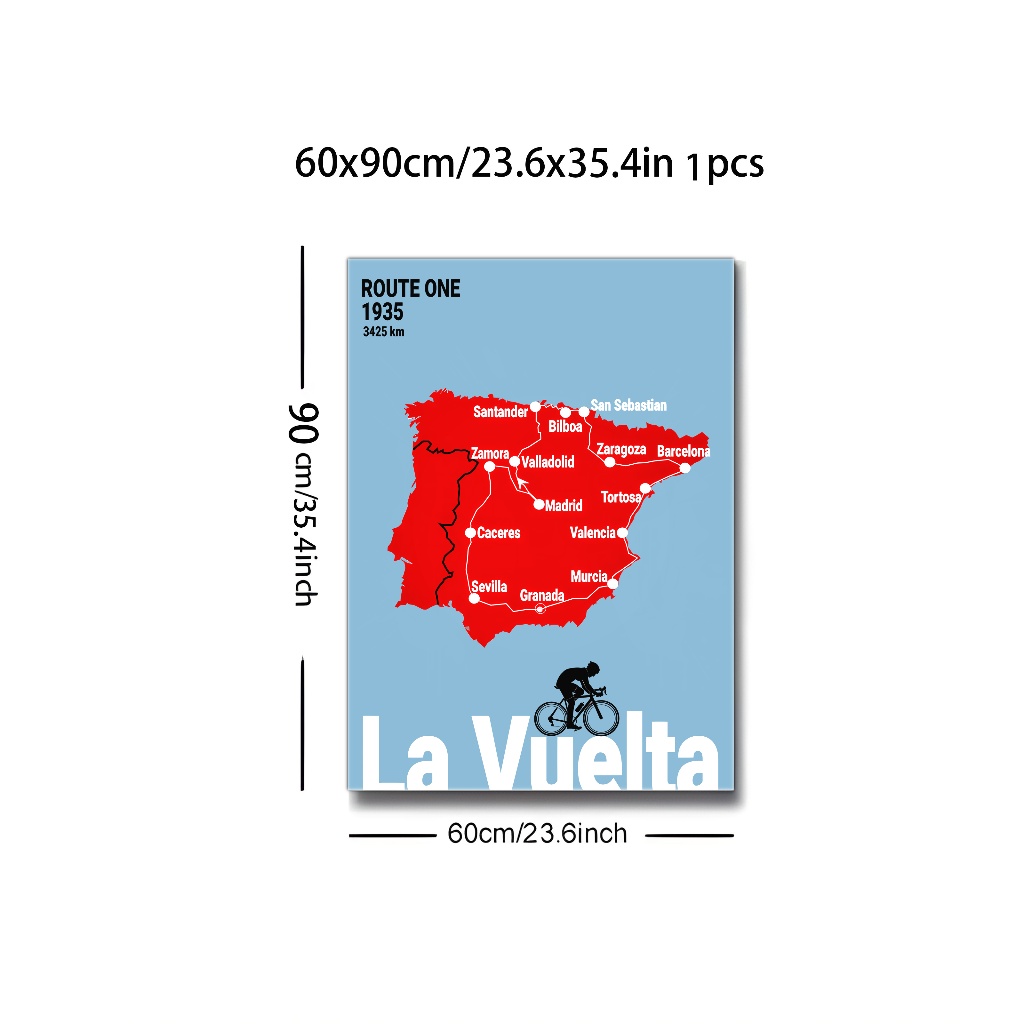 60x90cm/23.6x35.4in 1pcs
ROUTE ONE
1935
3425 km
Santander
San Sebastian
Bilboa
Zamora
Valladolid
Zaragoza
Barcelona
Madrid
Tortosa
Caceres
Valencia
Murcia
Sevilla
Granada
La Vuelta
90 cm/35.4inch
60cm/23.6inch